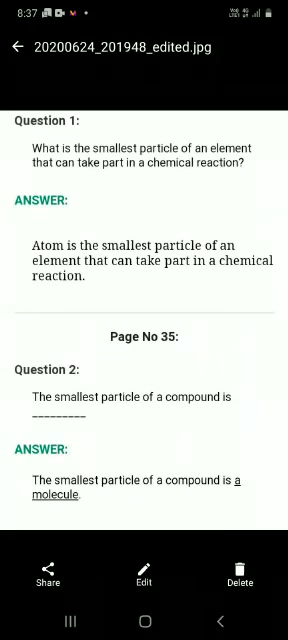 8:37
20200624_201948_edited.jpg
Question 1:
What is the smallest particle of an element
that can take part in a chemical reaction?
ANSWER:
Atom is the smallest particle of an
element that can take part in a chemical
reaction.
Page No 35:
Question 2:
The smallest particle of a compound is
_________
ANSWER:
The smallest particle of a compound is a
molecule.
Share Edit Delete